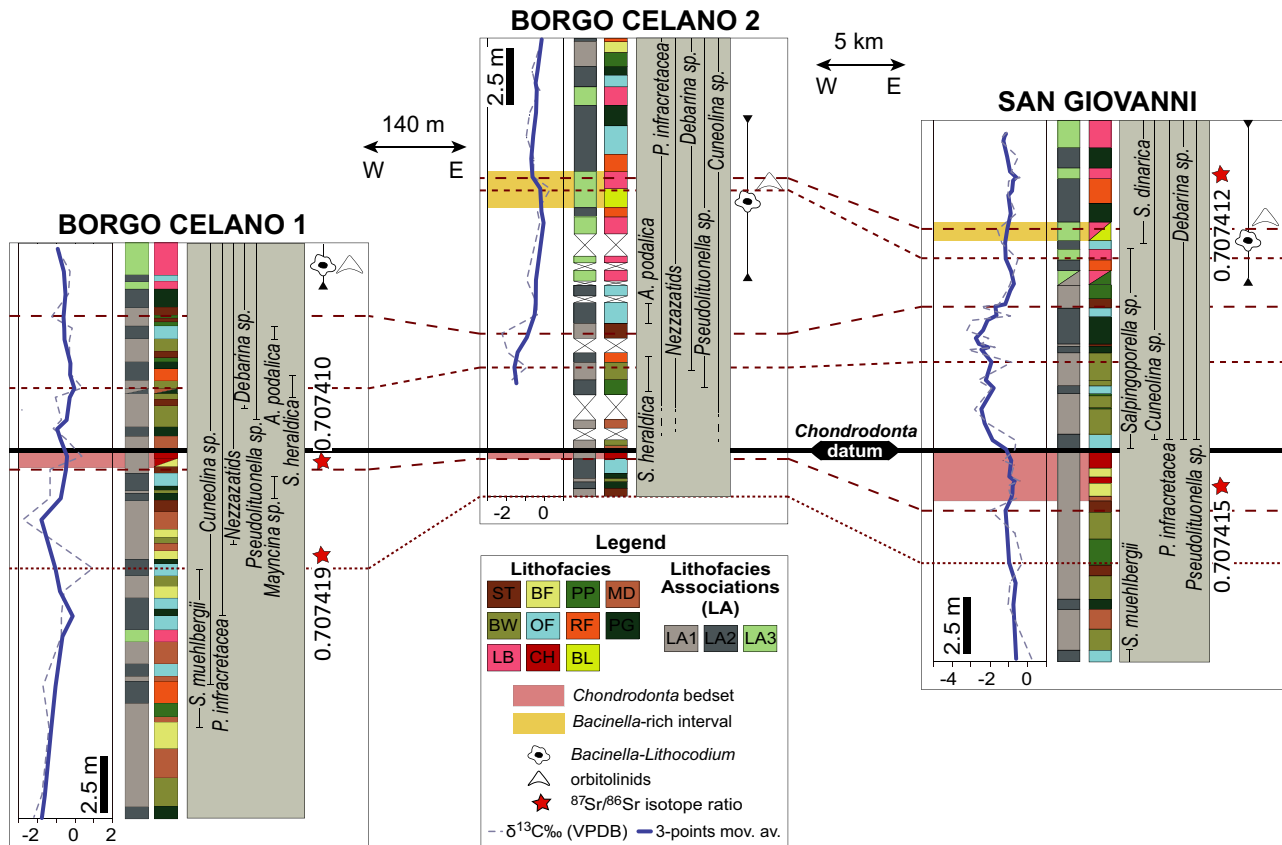 BORGO CELANO 2
5 km
W E
2.5 m
P. infracretacea
Nezzazatids
Debarina sp.
Pseudolituonella sp.
Cuneolina sp.
A. podalica
S. heraldica
-2 0
140 m
W E
SAN GIOVANNI
S. dinarica
Debarina sp.
Salpingoporella sp.
Cuneolina sp.
P. infracretacea
Pseudolituonella sp.
S. muehlbergii
0.707412
0.707415
2.5 m
-4 -2 0
BORGO CELANO 1
Debarina sp.
A. podalica
Cuneolina sp.
Nezzazatids
Pseudolituonella sp.
Mayncina sp.
S. heraldica
S. muehlbergii
P. infracretacea
0.707410
0.707419
2.5 m
-2 0 2
Chondrodonta
datum
Legend
Lithofacies
ST BF PP MD
BW OF RF PG
LB CH BL
Lithofacies
Associations
(LA)
LA1 LA2 LA3
Chondrodonta bedset
Bacinella-rich interval
Bacinella-Lithocodium
orbitolinids
⁸⁷Sr/⁸⁶Sr isotope ratio
δ¹³C‰ (VPDB) 3-points mov. av.